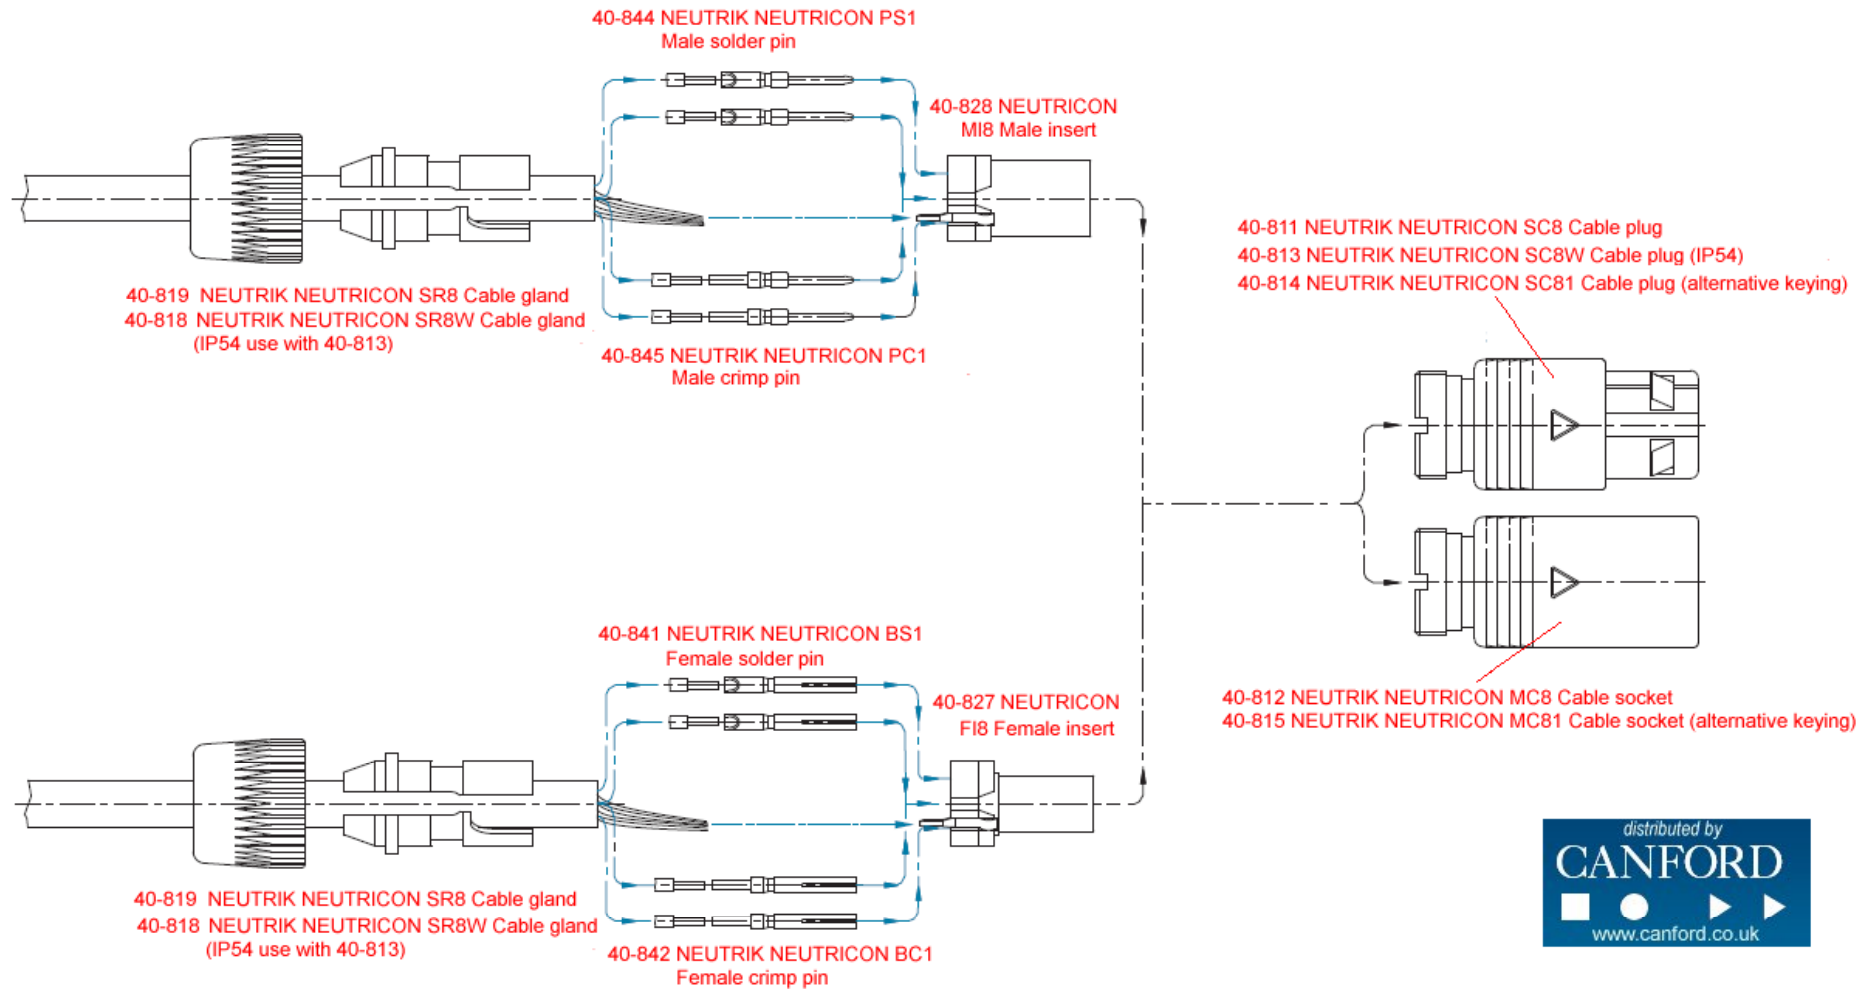 40-844 NEUTRIK NEUTRICON PS1
Male solder pin
40-828 NEUTRICON
MI8 Male insert
40-819 NEUTRIK NEUTRICON SR8 Cable gland
40-818 NEUTRIK NEUTRICON SR8W Cable gland
(IP54 use with 40-813)
40-845 NEUTRIK NEUTRICON PC1
Male crimp pin
40-811 NEUTRIK NEUTRICON SC8 Cable plug
40-813 NEUTRIK NEUTRICON SC8W Cable plug (IP54)
40-814 NEUTRIK NEUTRICON SC81 Cable plug (alternative keying)
40-841 NEUTRIK NEUTRICON BS1
Female solder pin
40-827 NEUTRICON
FI8 Female insert
40-812 NEUTRIK NEUTRICON MC8 Cable socket
40-815 NEUTRIK NEUTRICON MC81 Cable socket (alternative keying)
40-819 NEUTRIK NEUTRICON SR8 Cable gland
40-818 NEUTRIK NEUTRICON SR8W Cable gland
(IP54 use with 40-813)
40-842 NEUTRIK NEUTRICON BC1
Female crimp pin
distributed by
CANFORD
www.canford.co.uk